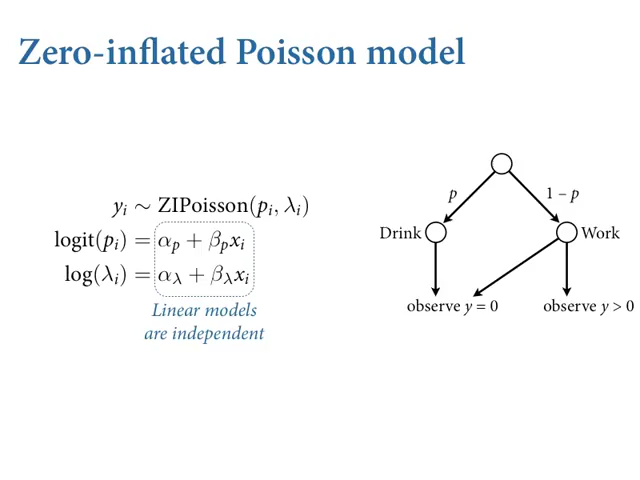 Zero-inflated Poisson model
yᵢ ∼ ZIPoisson(pᵢ, λᵢ)
logit(pᵢ) = αₚ + βₚxᵢ
log(λᵢ) = α_λ + β_λxᵢ
Linear models
are independent
p
1 – p
Drink
Work
observe y = 0
observe y > 0